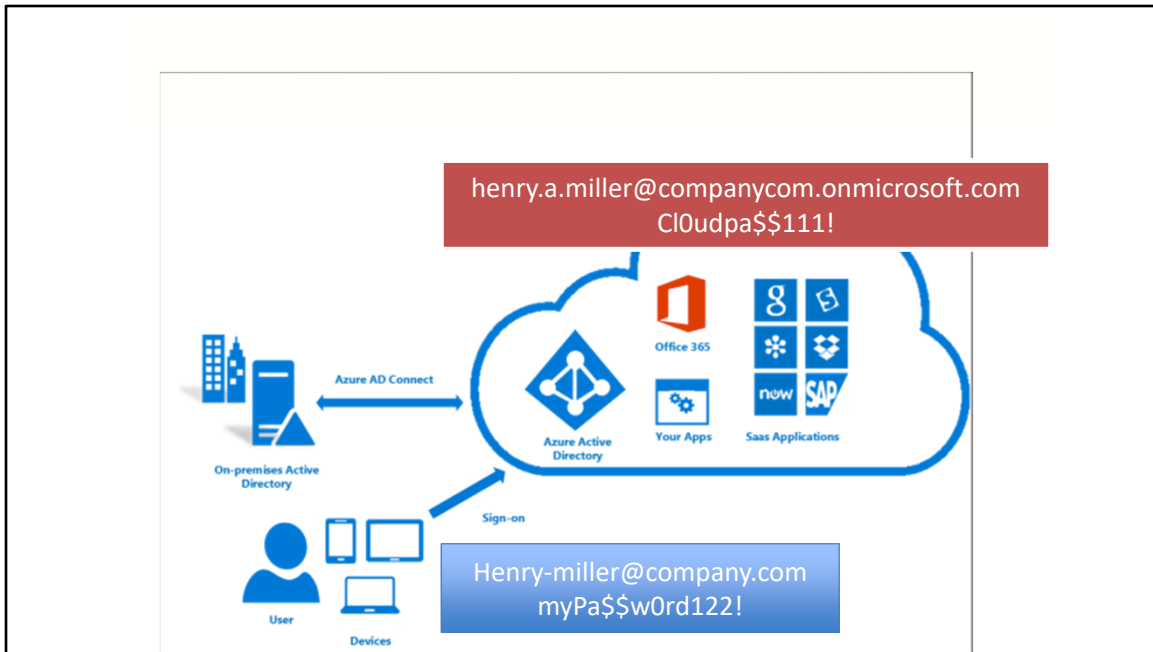 henry.a.miller@companycom.onmicrosoft.com
Cl0udpa$$111!
Office 365
g
now
SAP
Azure AD Connect
Azure Active
Directory
Your Apps
Saas Applications
On-premises Active
Directory
Sign-on
Henry-miller@company.com
myPa$$w0rd122!
User
Devices